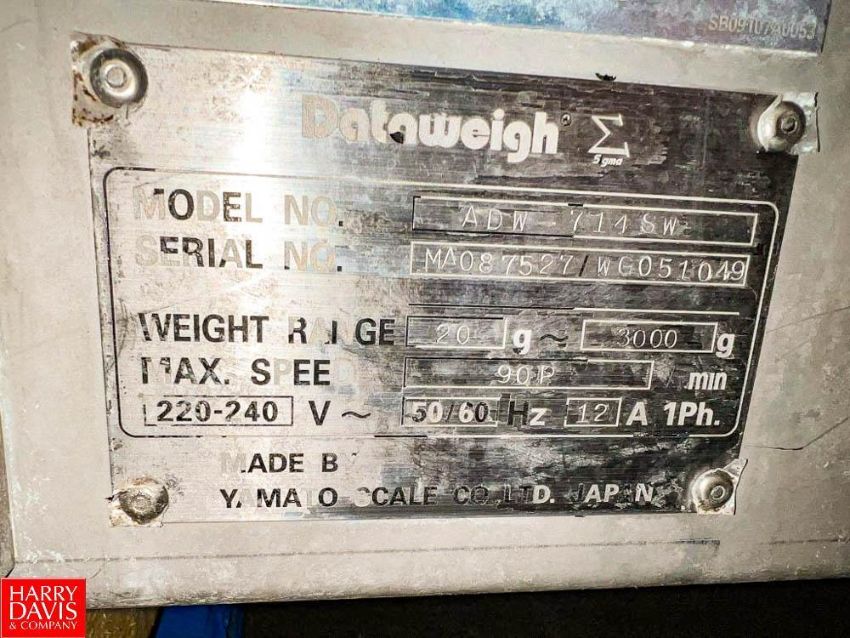 SB09107A0053
Dataweigh Σ
Sigma
MODEL NO. ADW-714SW
SERIAL NO. MA087527/WG051049
WEIGHT RANGE 20 g ~ 3000 g
MAX. SPEED 90P / min
220-240 V ~ 50/60 Hz 12 A 1Ph.
MADE BY
YAMATO SCALE CO., LTD. JAPAN
HARRY
DAVIS
& COMPANY